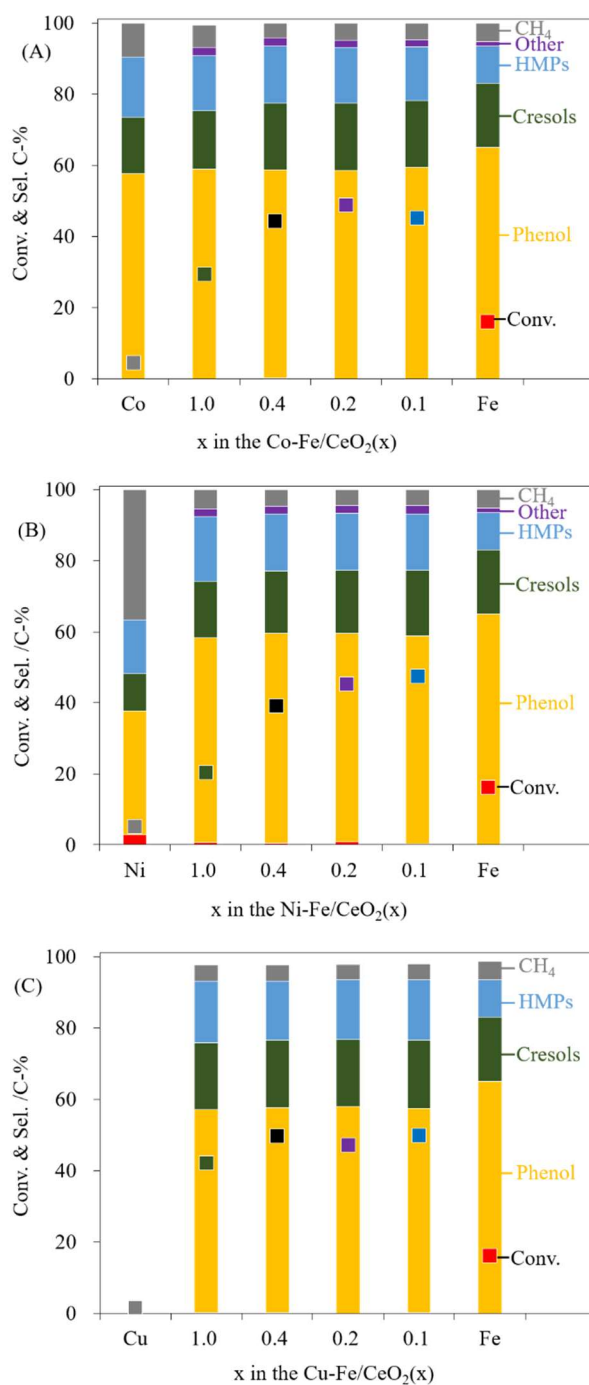 (A)
Conv. & Sel. C-%
100
80
60
40
20
0
CH4
Other
HMPs
Cresols
Phenol
Conv.
Co 1.0 0.4 0.2 0.1 Fe
x in the Co-Fe/CeO2(x)
(B)
Conv. & Sel. /C-%
100
80
60
40
20
0
CH4
Other
HMPs
Cresols
Phenol
Conv.
Ni 1.0 0.4 0.2 0.1 Fe
x in the Ni-Fe/CeO2(x)
(C)
Conv. & Sel. /C-%
100
80
60
40
20
0
CH4
HMPs
Cresols
Phenol
Conv.
Cu 1.0 0.4 0.2 0.1 Fe
x in the Cu-Fe/CeO2(x)